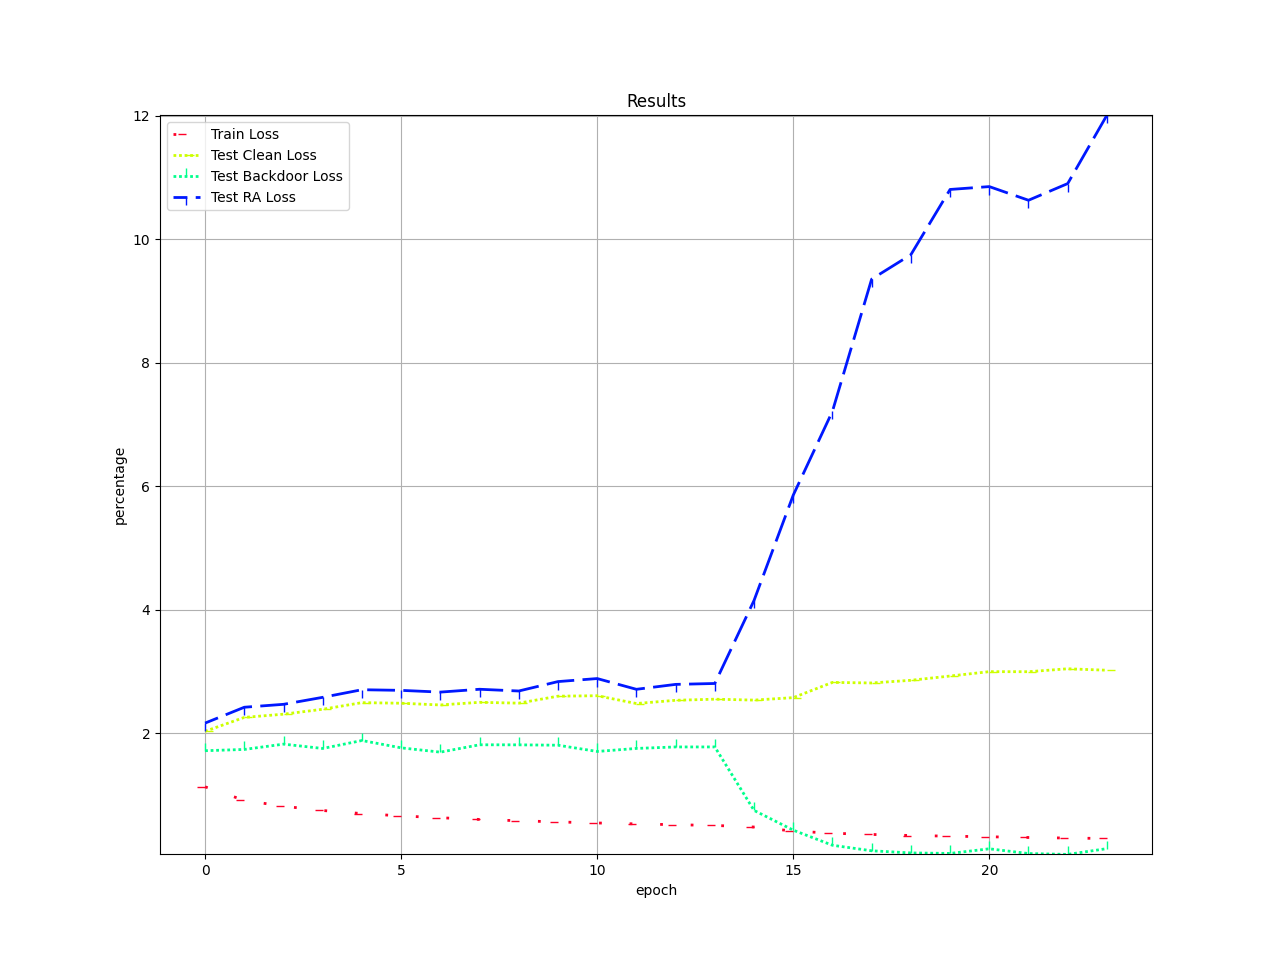 Results
Train Loss
Test Clean Loss
Test Backdoor Loss
Test RA Loss
12
10
8
6
4
2
percentage
0 5 10 15 20
epoch